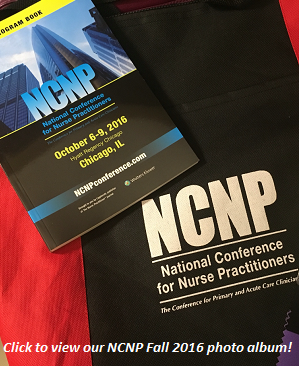 PROGRAM BOOK
NCNP
National Conference
for Nurse Practitioners
October 6-9, 2016
Hyatt Regency Chicago
Chicago, IL
NCNPconference.com
Wolters Kluwer
NCNP
National Conference
for Nurse Practitioners
The Conference for Primary and Acute Care Clinicians
Click to view our NCNP Fall 2016 photo album!